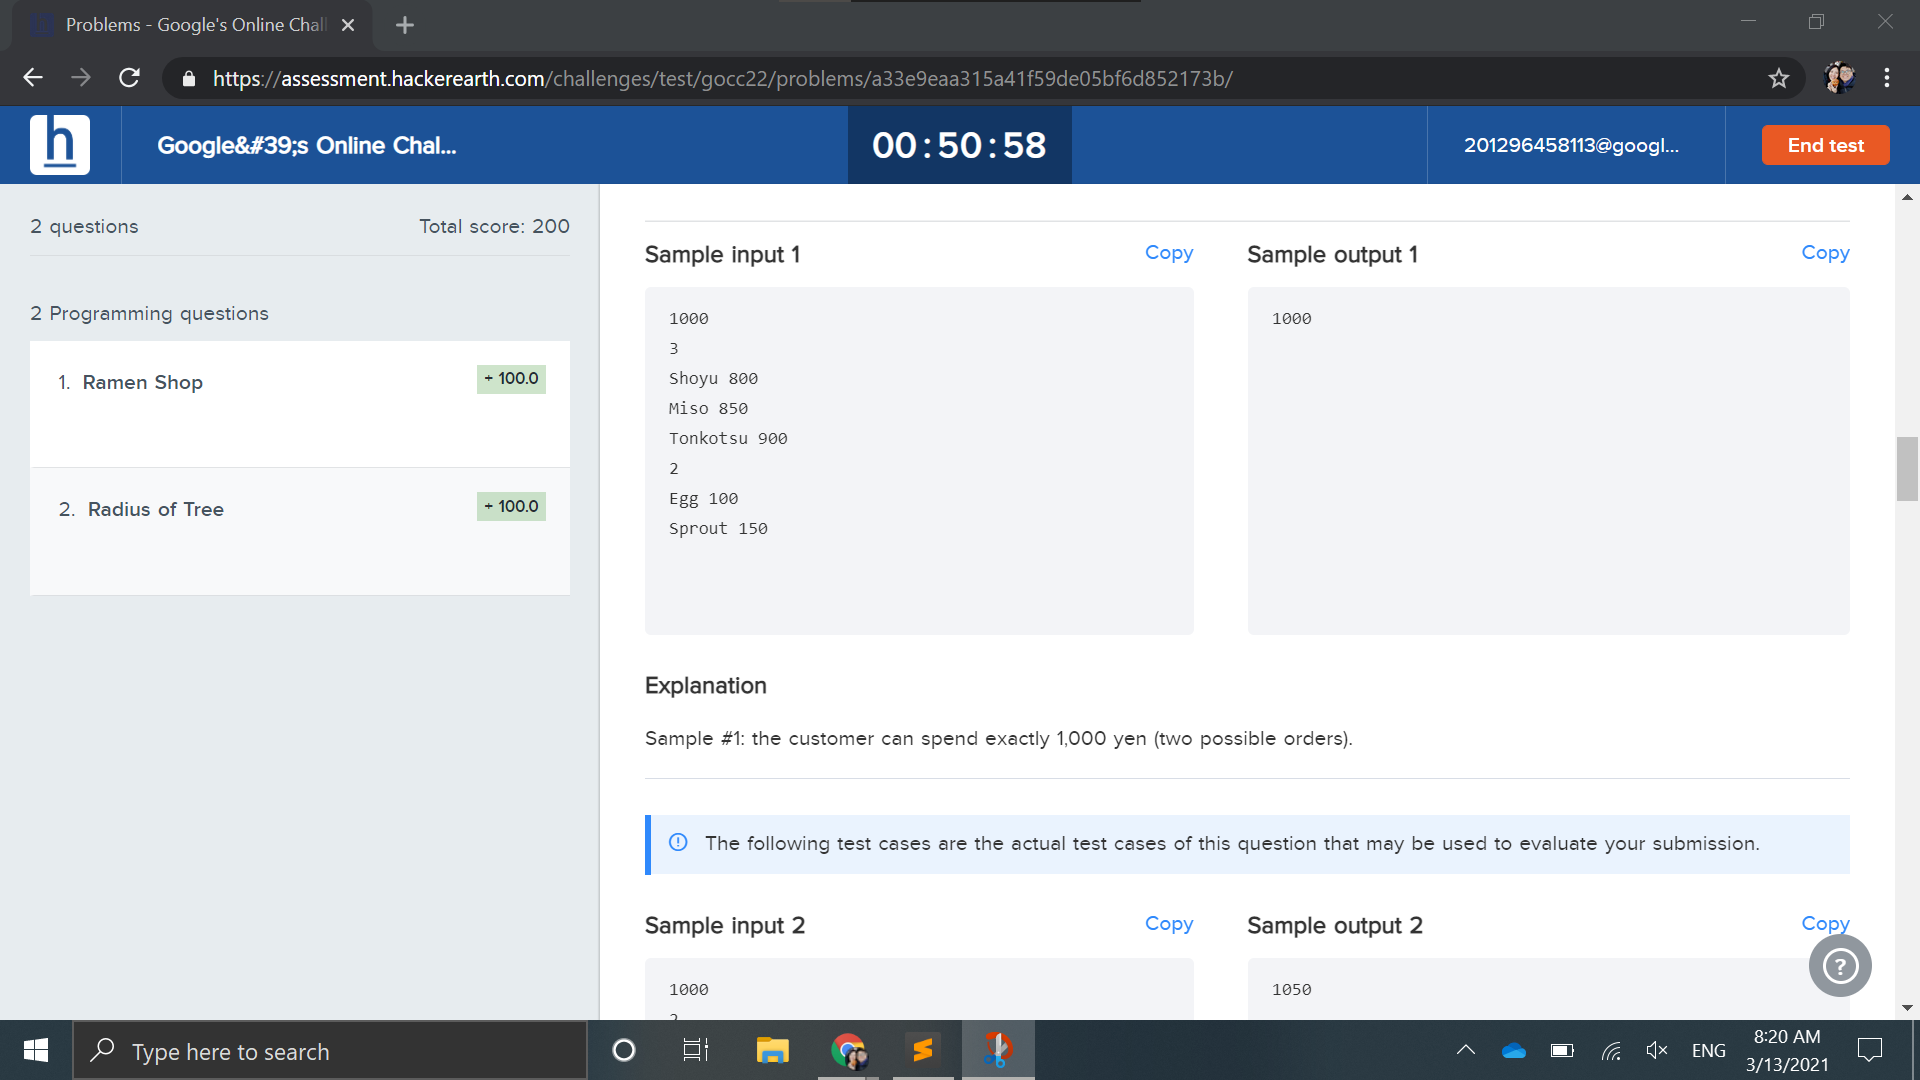 Problems - Google's Online Chall
https://assessment.hackerearth.com/challenges/test/gocc22/problems/a33e9eaa315a41f59de05bf6d852173b/
h
Google&#39;s Online Chal...
00:50:58
201296458113@googl...
End test
2 questions
Total score: 200
2 Programming questions
1. Ramen Shop
+ 100.0
2. Radius of Tree
+ 100.0
Sample input 1
Copy
1000
3
Shoyu 800
Miso 850
Tonkotsu 900
2
Egg 100
Sprout 150
Sample output 1
Copy
1000
Explanation
Sample #1: the customer can spend exactly 1,000 yen (two possible orders).
The following test cases are the actual test cases of this question that may be used to evaluate your submission.
Sample input 2
Copy
1000
Sample output 2
Copy
1050
?
Type here to search
ENG
8:20 AM
3/13/2021